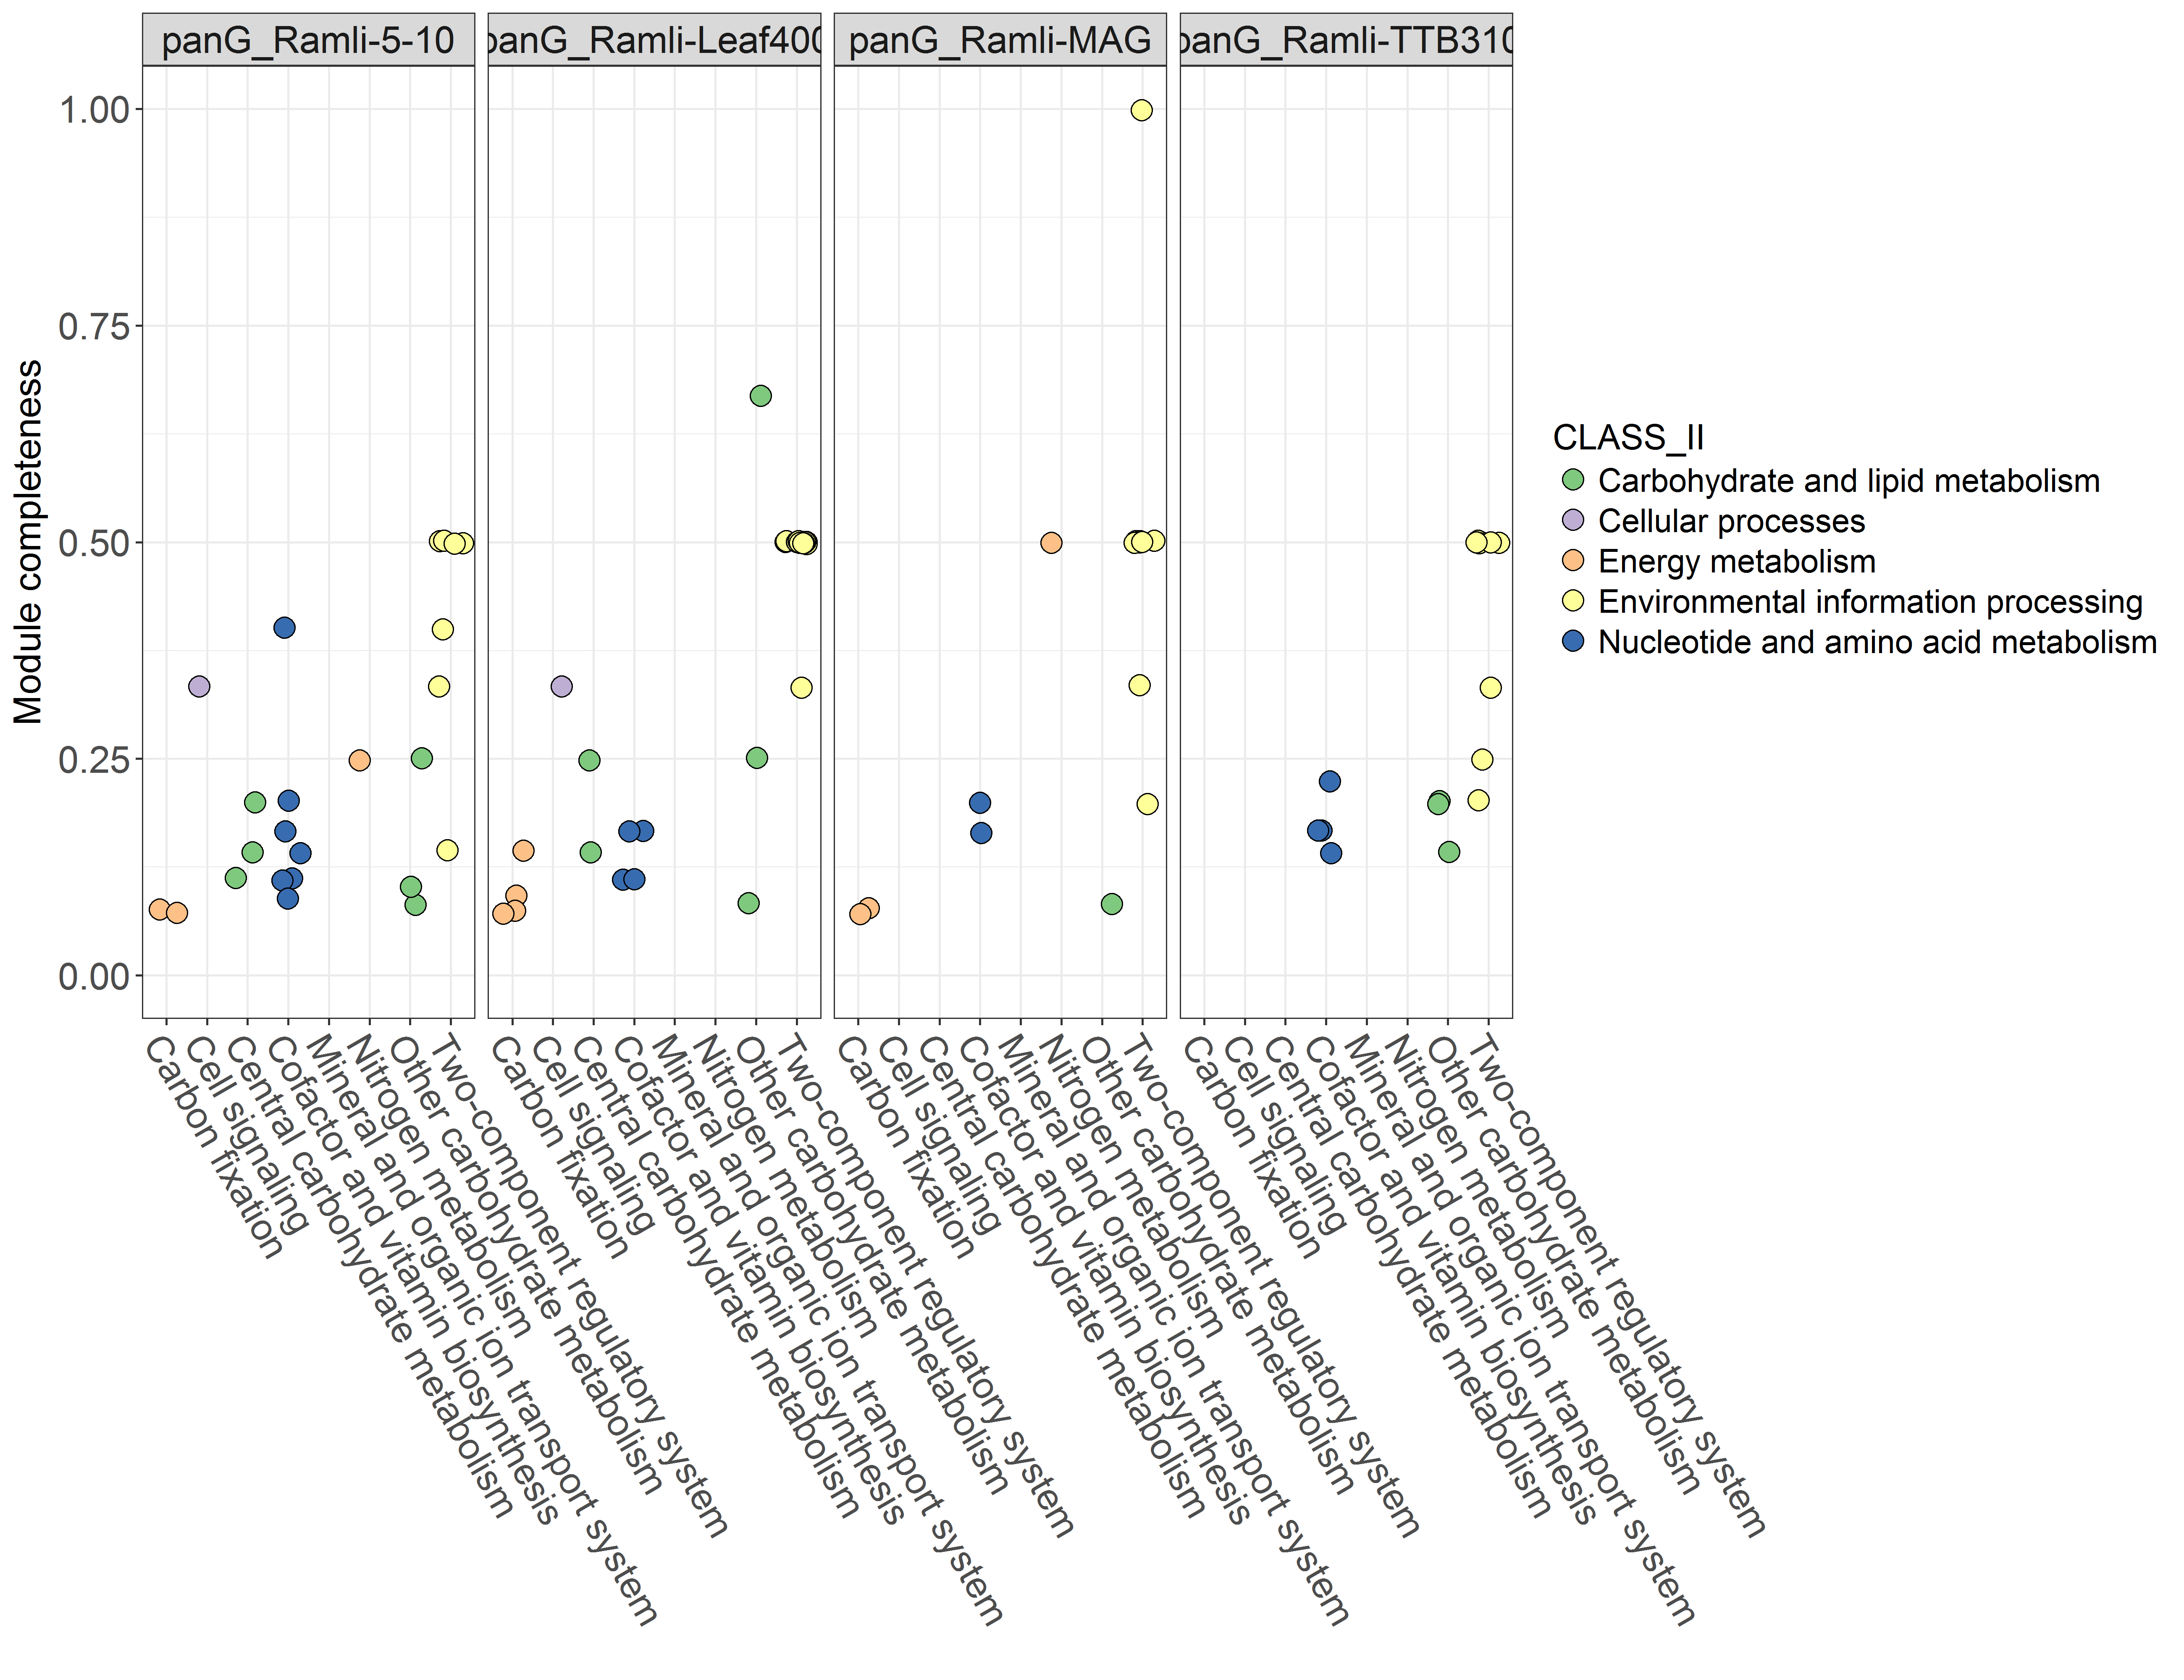 panG_Ramli-5-10
panG_Ramli-Leaf400
panG_Ramli-MAG
panG_Ramli-TTB310
Module completeness
1.00
0.75
0.50
0.25
0.00
Carbon fixation
Cell signaling
Central carbohydrate metabolism
Cofactor and vitamin biosynthesis
Mineral and organic ion transport system
Nitrogen metabolism
Other carbohydrate metabolism
Two-component regulatory system
Carbon fixation
Cell signaling
Central carbohydrate metabolism
Cofactor and vitamin biosynthesis
Mineral and organic ion transport system
Nitrogen metabolism
Other carbohydrate metabolism
Two-component regulatory system
Carbon fixation
Cell signaling
Central carbohydrate metabolism
Cofactor and vitamin biosynthesis
Mineral and organic ion transport system
Nitrogen metabolism
Other carbohydrate metabolism
Two-component regulatory system
Carbon fixation
Cell signaling
Central carbohydrate metabolism
Cofactor and vitamin biosynthesis
Mineral and organic ion transport system
Nitrogen metabolism
Other carbohydrate metabolism
Two-component regulatory system
CLASS_II
Carbohydrate and lipid metabolism
Cellular processes
Energy metabolism
Environmental information processing
Nucleotide and amino acid metabolism